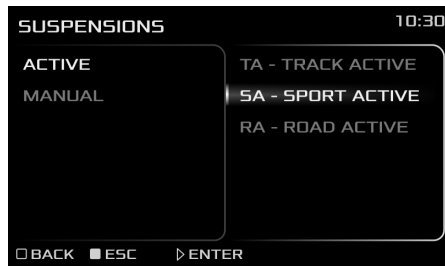 SUSPENSIONS 10:30
ACTIVE
MANUAL
TA - TRACK ACTIVE
SA - SPORT ACTIVE
RA - ROAD ACTIVE
BACK ESC ENTER